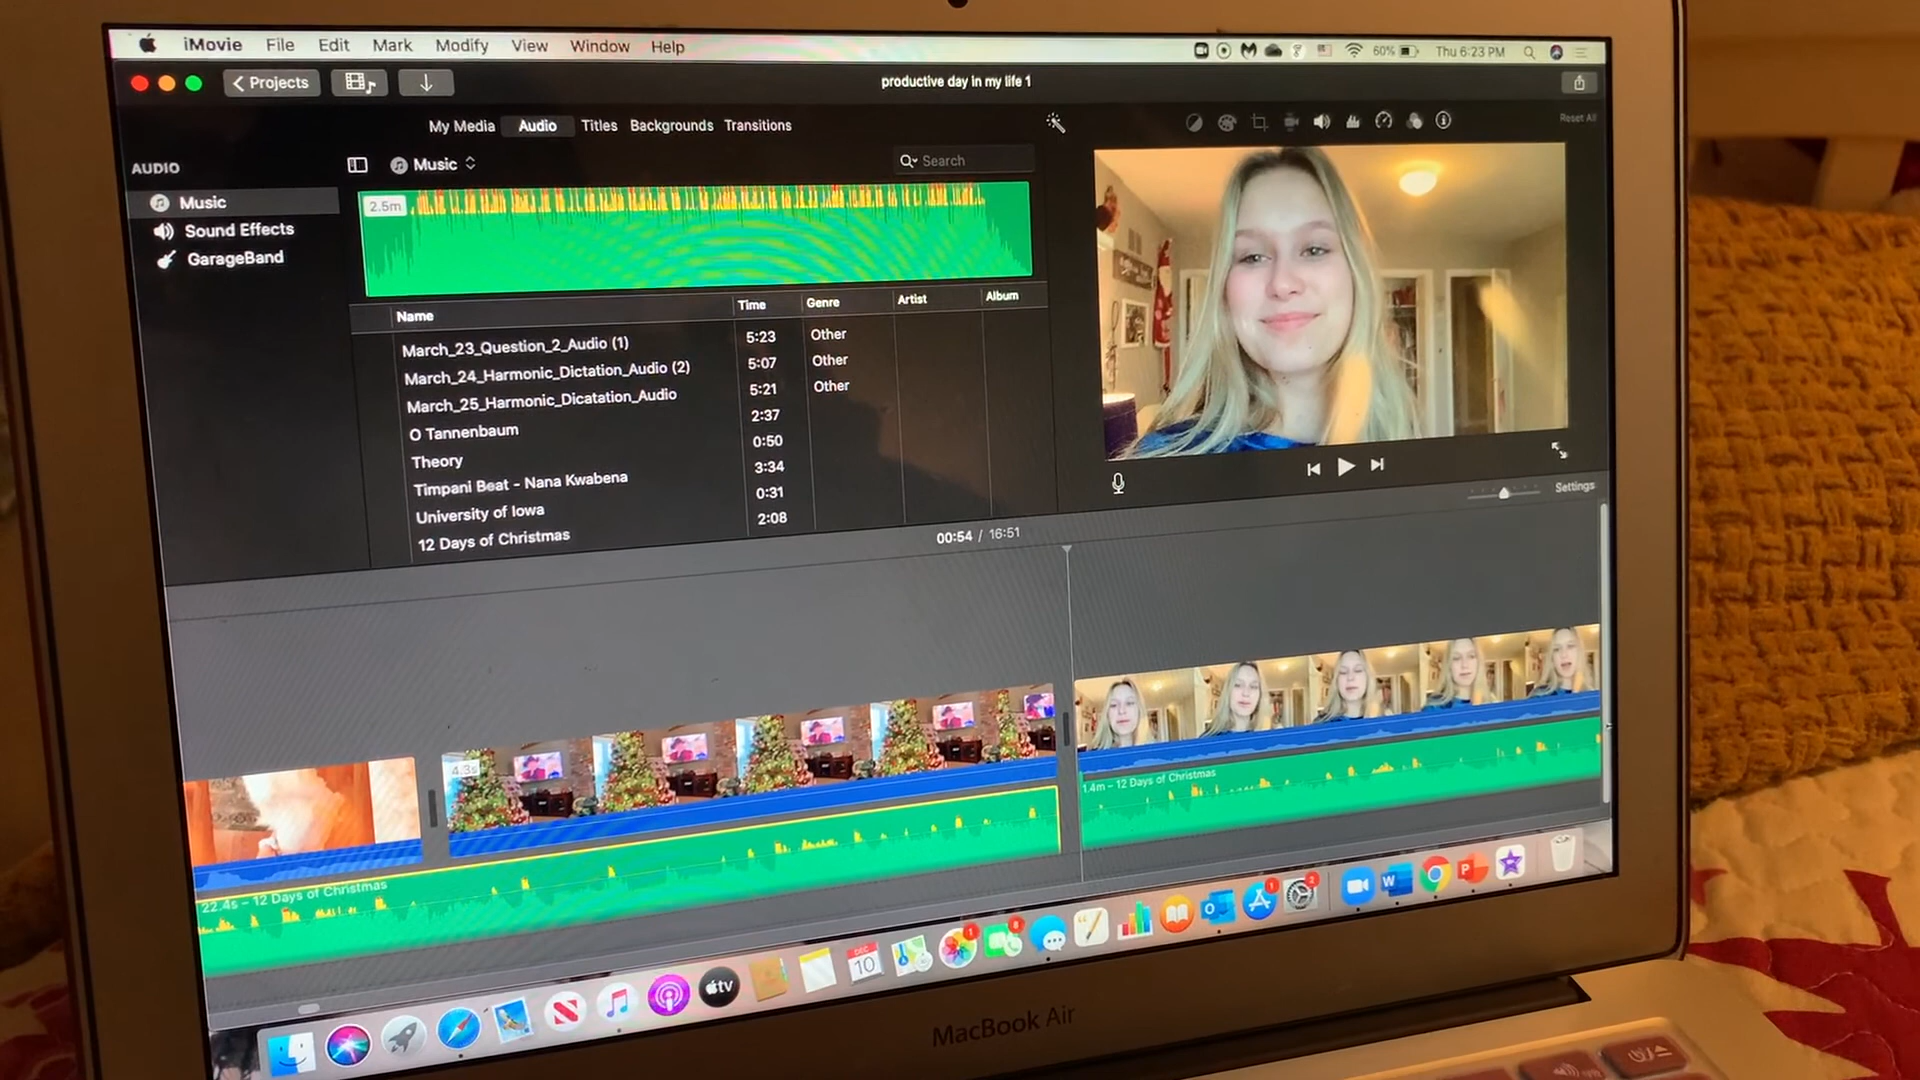 iMovie File Edit Mark Modify View Window Help
60% Thu 6:23 PM
Projects
productive day in my life 1
My Media Audio Titles Backgrounds Transitions
Reset All
AUDIO
Music
Search
Music
Sound Effects
GarageBand
2.5m
Name Time Genre Artist Album
March_23_Question_2_Audio (1) 5:23 Other
March_24_Harmonic_Dictation_Audio (2) 5:07 Other
March_25_Harmonic_Dicatation_Audio 5:21 Other
O Tannenbaum 2:37
Theory 0:50
Timpani Beat - Nana Kwabena 3:34
University of Iowa 0:31
12 Days of Christmas 2:08
Settings
00:54 / 16:51
4.3s
1.4m – 12 Days of Christmas
22.4s – 12 Days of Christmas
DEC
10
tv
MacBook Air